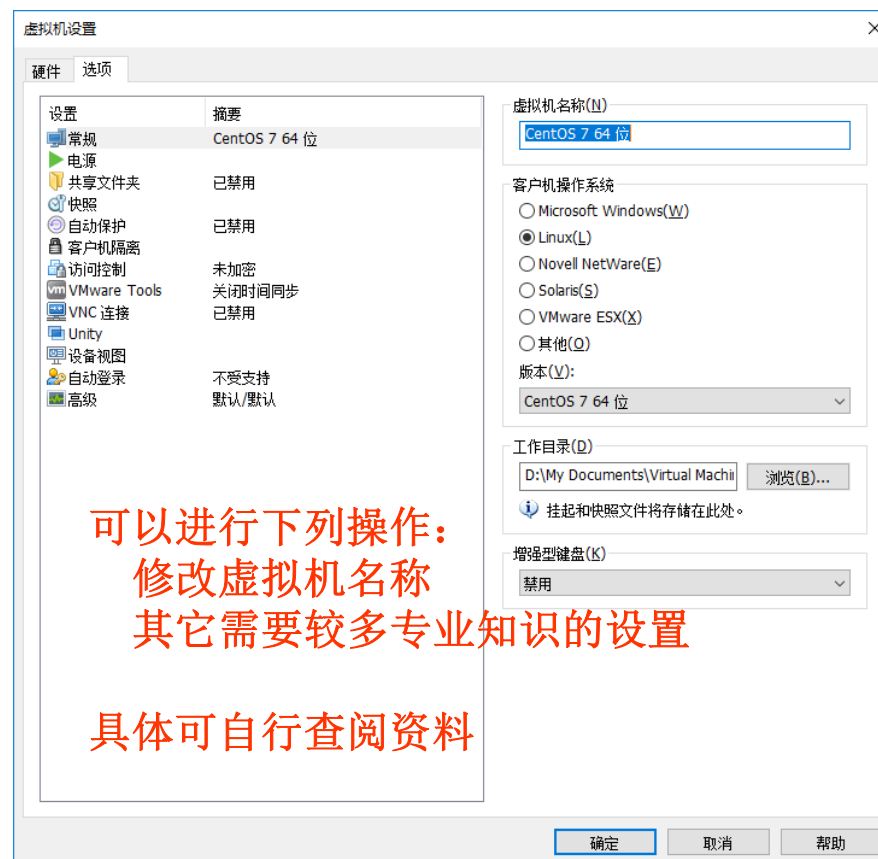 虚拟机设置
硬件 选项
设置 摘要
常规 CentOS 7 64 位
电源
共享文件夹 已禁用
快照
自动保护 已禁用
客户机隔离
访问控制 未加密
VMware Tools 关闭时间同步
VNC 连接 已禁用
Unity
设备视图
自动登录 不受支持
高级 默认/默认
可以进行下列操作：
修改虚拟机名称
其它需要较多专业知识的设置
具体可自行查阅资料
虚拟机名称(N)
CentOS 7 64 位
客户机操作系统
Microsoft Windows(W)
Linux(L)
Novell NetWare(E)
Solaris(S)
VMware ESX(X)
其他(O)
版本(V):
CentOS 7 64 位
工作目录(D)
D:\My Documents\Virtual Machi
浏览(B)...
挂起和快照文件将存储在此处。
增强型键盘(K)
禁用
确定 取消 帮助